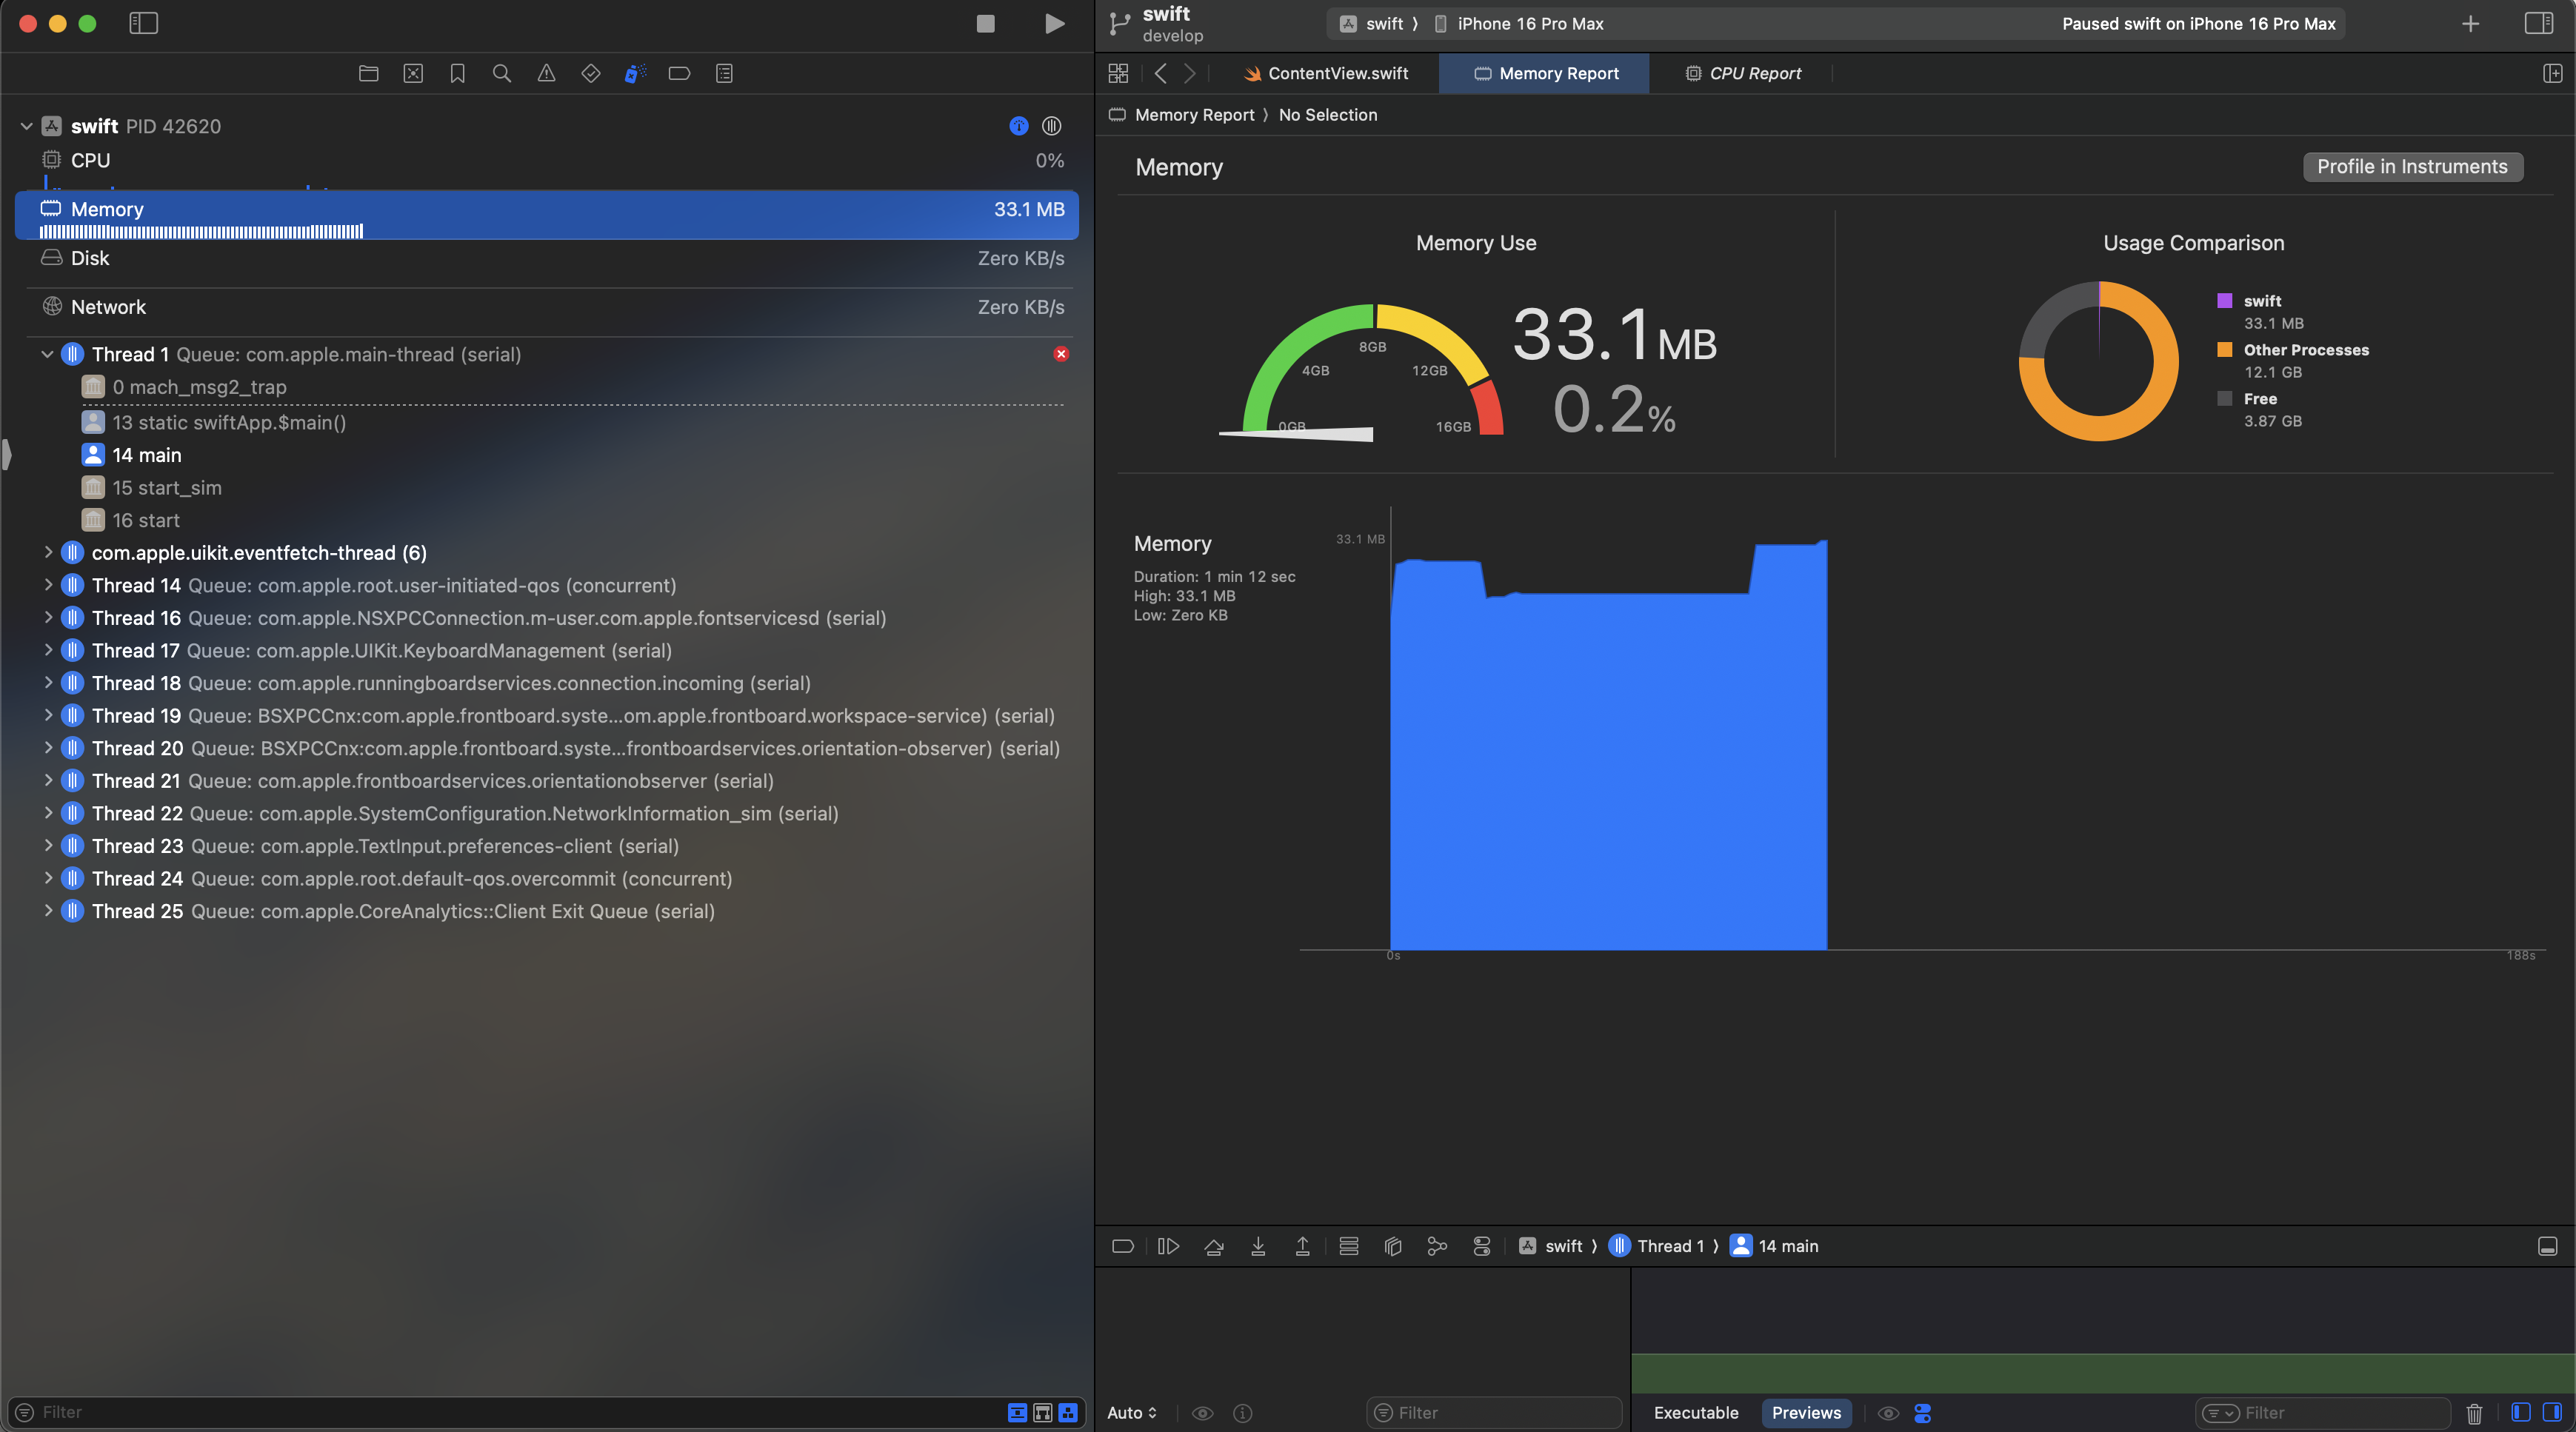 swift
develop
swift ⟩ iPhone 16 Pro Max
Paused swift on iPhone 16 Pro Max
ContentView.swift
Memory Report
CPU Report
Memory Report ⟩ No Selection
swift PID 42620
CPU 0%
Memory 33.1 MB
Disk Zero KB/s
Network Zero KB/s
Thread 1 Queue: com.apple.main-thread (serial)
0 mach_msg2_trap
13 static swiftApp.$main()
14 main
15 start_sim
16 start
com.apple.uikit.eventfetch-thread (6)
Thread 14 Queue: com.apple.root.user-initiated-qos (concurrent)
Thread 16 Queue: com.apple.NSXPCConnection.m-user.com.apple.fontservicesd (serial)
Thread 17 Queue: com.apple.UIKit.KeyboardManagement (serial)
Thread 18 Queue: com.apple.runningboardservices.connection.incoming (serial)
Thread 19 Queue: BSXPCCnx:com.apple.frontboard.syste...om.apple.frontboard.workspace-service) (serial)
Thread 20 Queue: BSXPCCnx:com.apple.frontboard.syste...frontboardservices.orientation-observer) (serial)
Thread 21 Queue: com.apple.frontboardservices.orientationobserver (serial)
Thread 22 Queue: com.apple.SystemConfiguration.NetworkInformation_sim (serial)
Thread 23 Queue: com.apple.TextInput.preferences-client (serial)
Thread 24 Queue: com.apple.root.default-qos.overcommit (concurrent)
Thread 25 Queue: com.apple.CoreAnalytics::Client Exit Queue (serial)
Filter
Memory
Profile in Instruments
Memory Use
0GB
4GB
8GB
12GB
16GB
33.1 MB
0.2%
Usage Comparison
swift
33.1 MB
Other Processes
12.1 GB
Free
3.87 GB
Memory
Duration: 1 min 12 sec
High: 33.1 MB
Low: Zero KB
33.1 MB
0s
188s
swift ⟩ Thread 1 ⟩ 14 main
Auto
Filter
Executable
Previews
Filter